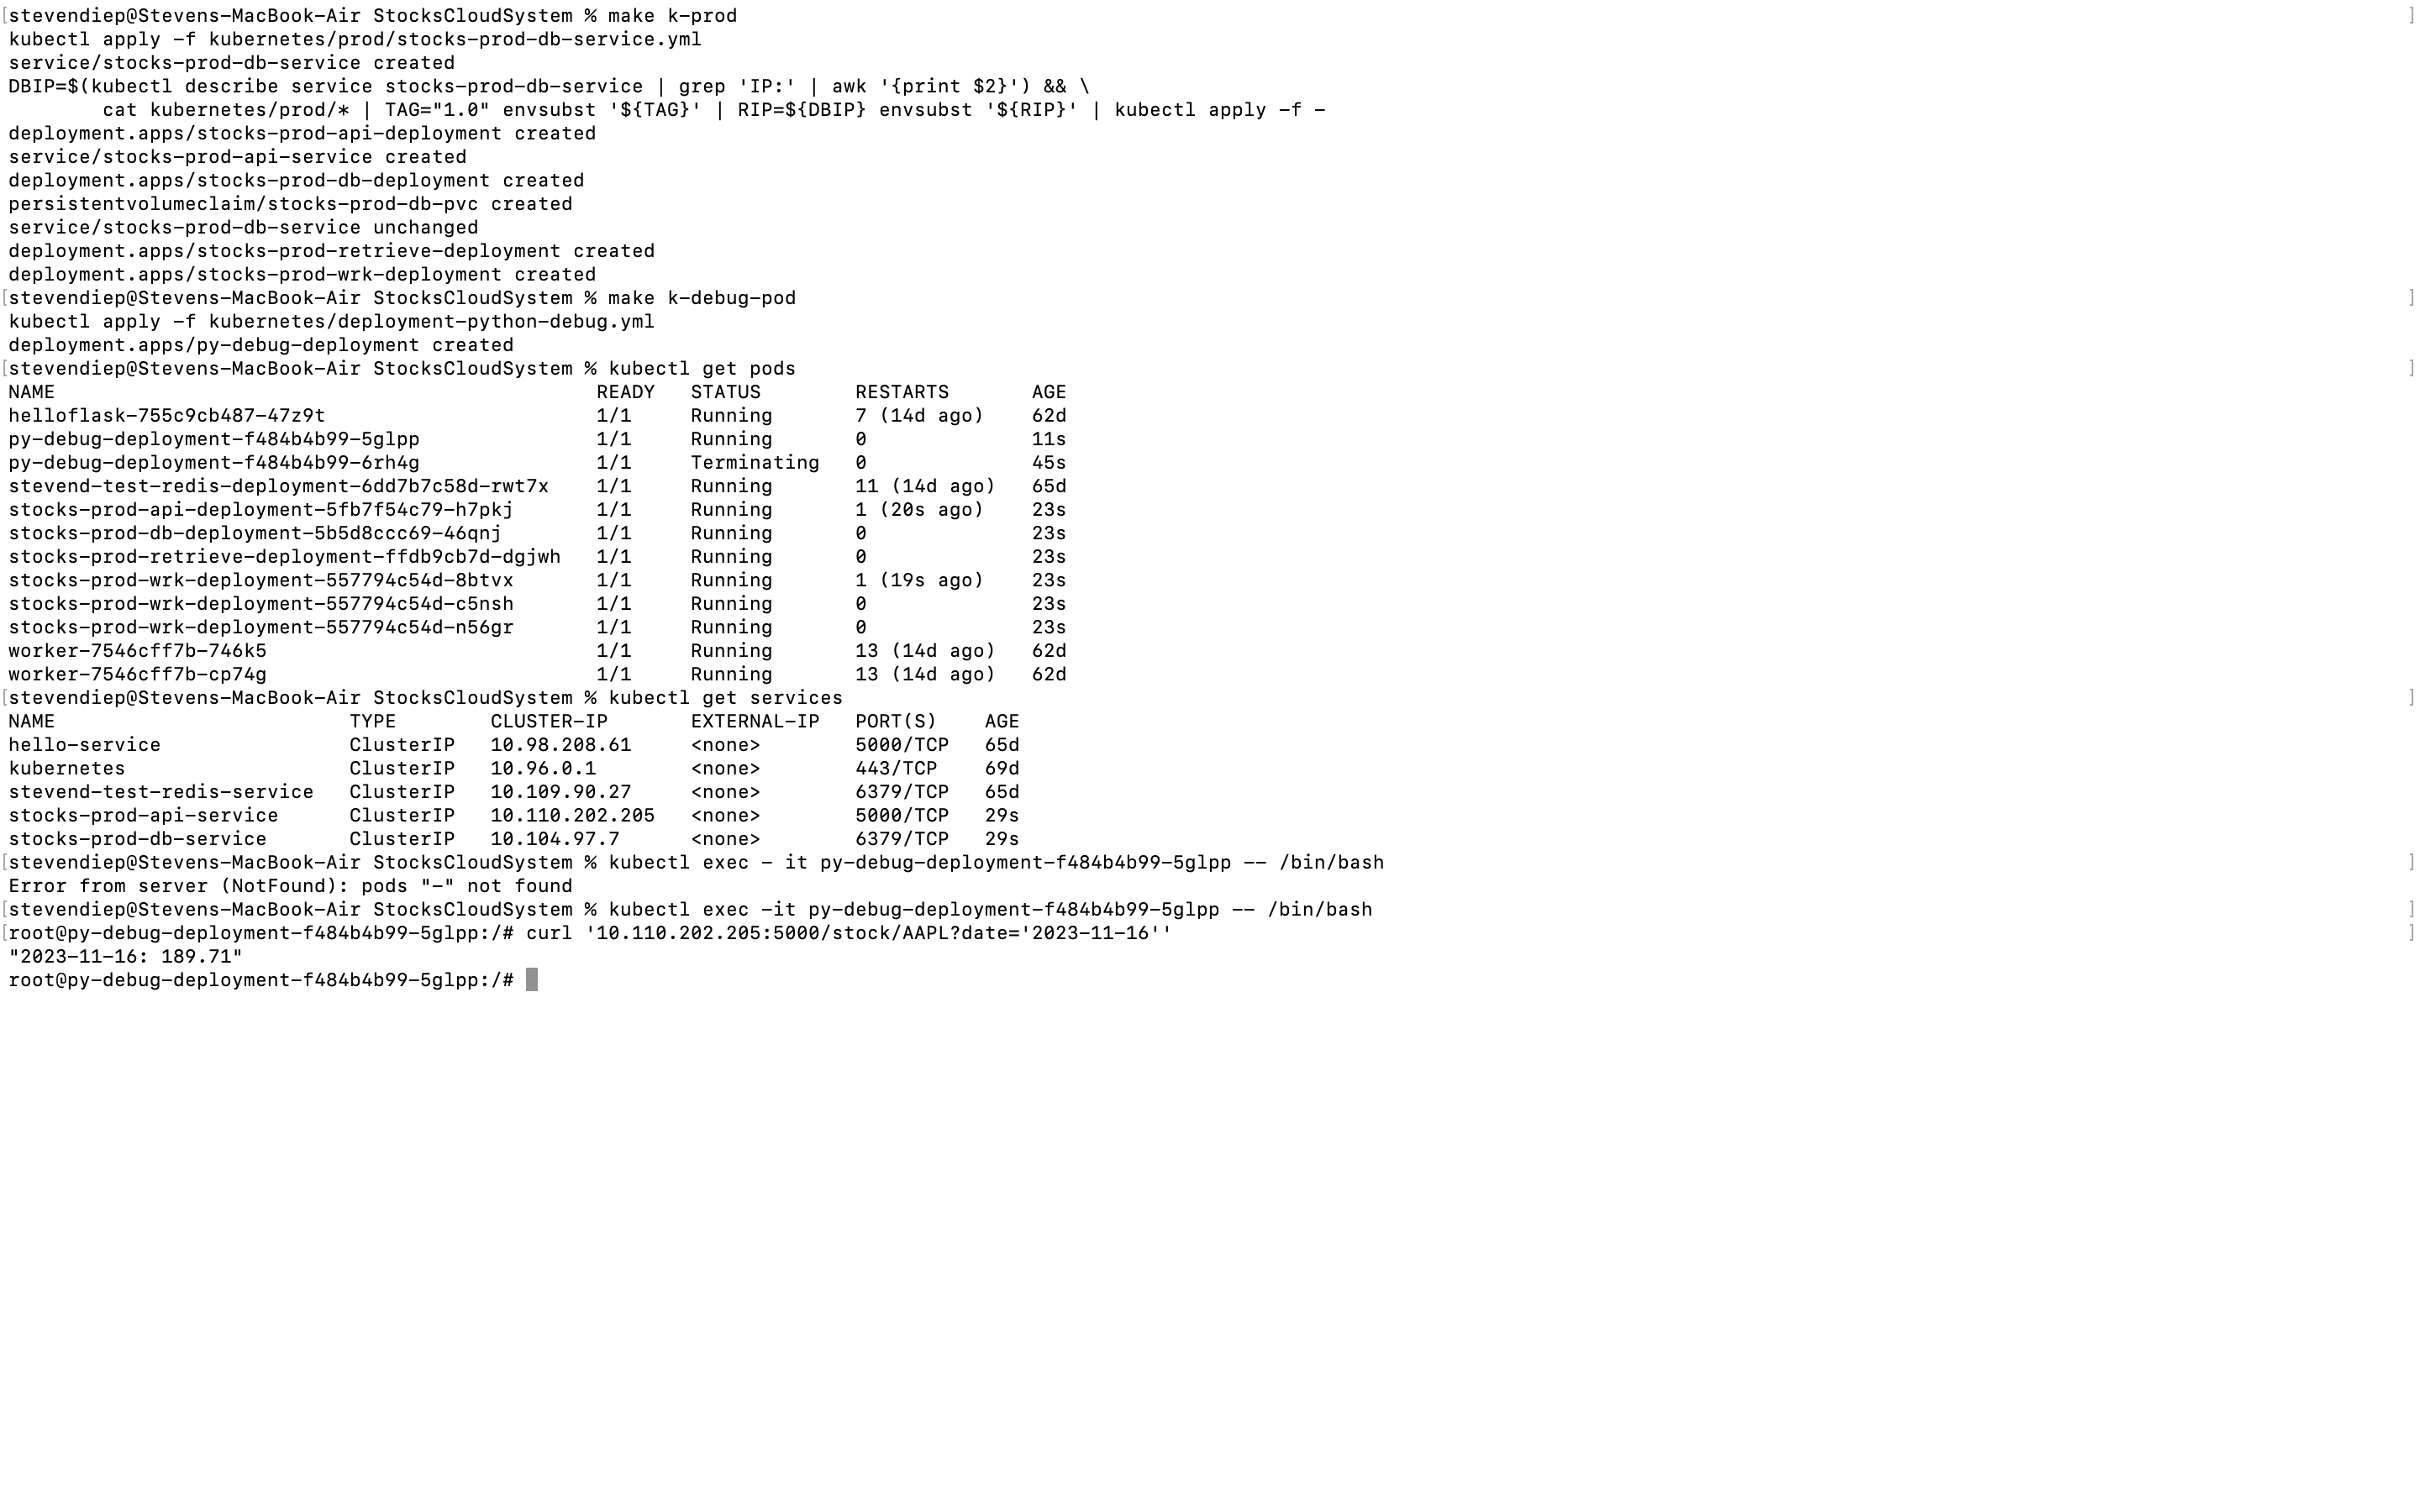 [stevendiep@Stevens-MacBook-Air StocksCloudSystem % make k-prod ]
kubectl apply -f kubernetes/prod/stocks-prod-db-service.yml
service/stocks-prod-db-service created
DBIP=$(kubectl describe service stocks-prod-db-service | grep 'IP:' | awk '{print $2}') && \
        cat kubernetes/prod/* | TAG="1.0" envsubst '${TAG}' | RIP=${DBIP} envsubst '${RIP}' | kubectl apply -f -
deployment.apps/stocks-prod-api-deployment created
service/stocks-prod-api-service created
deployment.apps/stocks-prod-db-deployment created
persistentvolumeclaim/stocks-prod-db-pvc created
service/stocks-prod-db-service unchanged
deployment.apps/stocks-prod-retrieve-deployment created
deployment.apps/stocks-prod-wrk-deployment created
[stevendiep@Stevens-MacBook-Air StocksCloudSystem % make k-debug-pod ]
kubectl apply -f kubernetes/deployment-python-debug.yml
deployment.apps/py-debug-deployment created
[stevendiep@Stevens-MacBook-Air StocksCloudSystem % kubectl get pods ]
NAME                                              READY   STATUS        RESTARTS       AGE
helloflask-755c9cb487-47z9t                       1/1     Running       7 (14d ago)    62d
py-debug-deployment-f484b4b99-5glpp               1/1     Running       0              11s
py-debug-deployment-f484b4b99-6rh4g               1/1     Terminating   0              45s
stevend-test-redis-deployment-6dd7b7c58d-rwt7x    1/1     Running       11 (14d ago)   65d
stocks-prod-api-deployment-5fb7f54c79-h7pkj       1/1     Running       1 (20s ago)    23s
stocks-prod-db-deployment-5b5d8ccc69-46qnj        1/1     Running       0              23s
stocks-prod-retrieve-deployment-ffdb9cb7d-dgjwh   1/1     Running       0              23s
stocks-prod-wrk-deployment-557794c54d-8btvx       1/1     Running       1 (19s ago)    23s
stocks-prod-wrk-deployment-557794c54d-c5nsh       1/1     Running       0              23s
stocks-prod-wrk-deployment-557794c54d-n56gr       1/1     Running       0              23s
worker-7546cff7b-746k5                            1/1     Running       13 (14d ago)   62d
worker-7546cff7b-cp74g                            1/1     Running       13 (14d ago)   62d
[stevendiep@Stevens-MacBook-Air StocksCloudSystem % kubectl get services ]
NAME                         TYPE        CLUSTER-IP       EXTERNAL-IP   PORT(S)    AGE
hello-service                ClusterIP   10.98.208.61     <none>        5000/TCP   65d
kubernetes                   ClusterIP   10.96.0.1        <none>        443/TCP    69d
stevend-test-redis-service   ClusterIP   10.109.90.27     <none>        6379/TCP   65d
stocks-prod-api-service      ClusterIP   10.110.202.205   <none>        5000/TCP   29s
stocks-prod-db-service       ClusterIP   10.104.97.7      <none>        6379/TCP   29s
[stevendiep@Stevens-MacBook-Air StocksCloudSystem % kubectl exec - it py-debug-deployment-f484b4b99-5glpp -- /bin/bash ]
Error from server (NotFound): pods "-" not found
[stevendiep@Stevens-MacBook-Air StocksCloudSystem % kubectl exec -it py-debug-deployment-f484b4b99-5glpp -- /bin/bash ]
[root@py-debug-deployment-f484b4b99-5glpp:/# curl '10.110.202.205:5000/stock/AAPL?date='2023-11-16'' ]
"2023-11-16: 189.71"
root@py-debug-deployment-f484b4b99-5glpp:/#